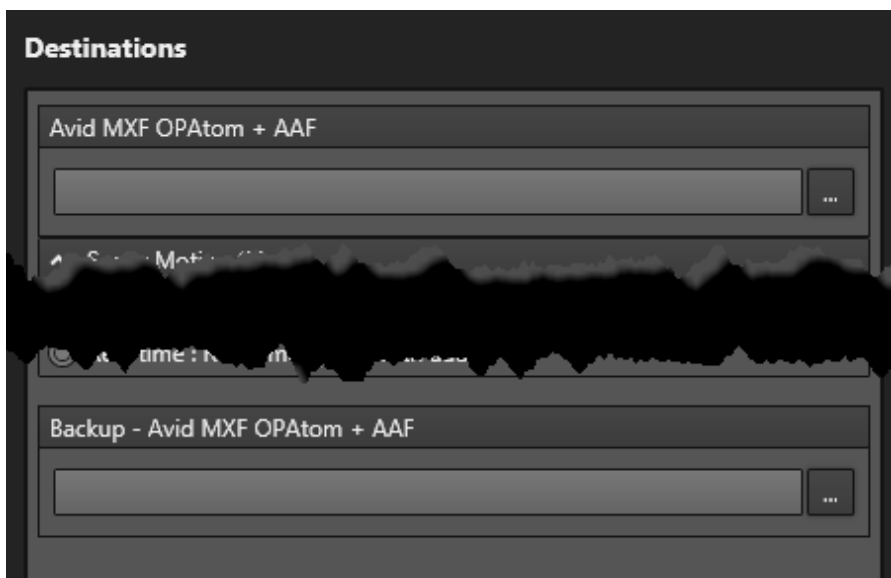 Destinations
Avid MXF OPAtom + AAF
...
Backup - Avid MXF OPAtom + AAF
...